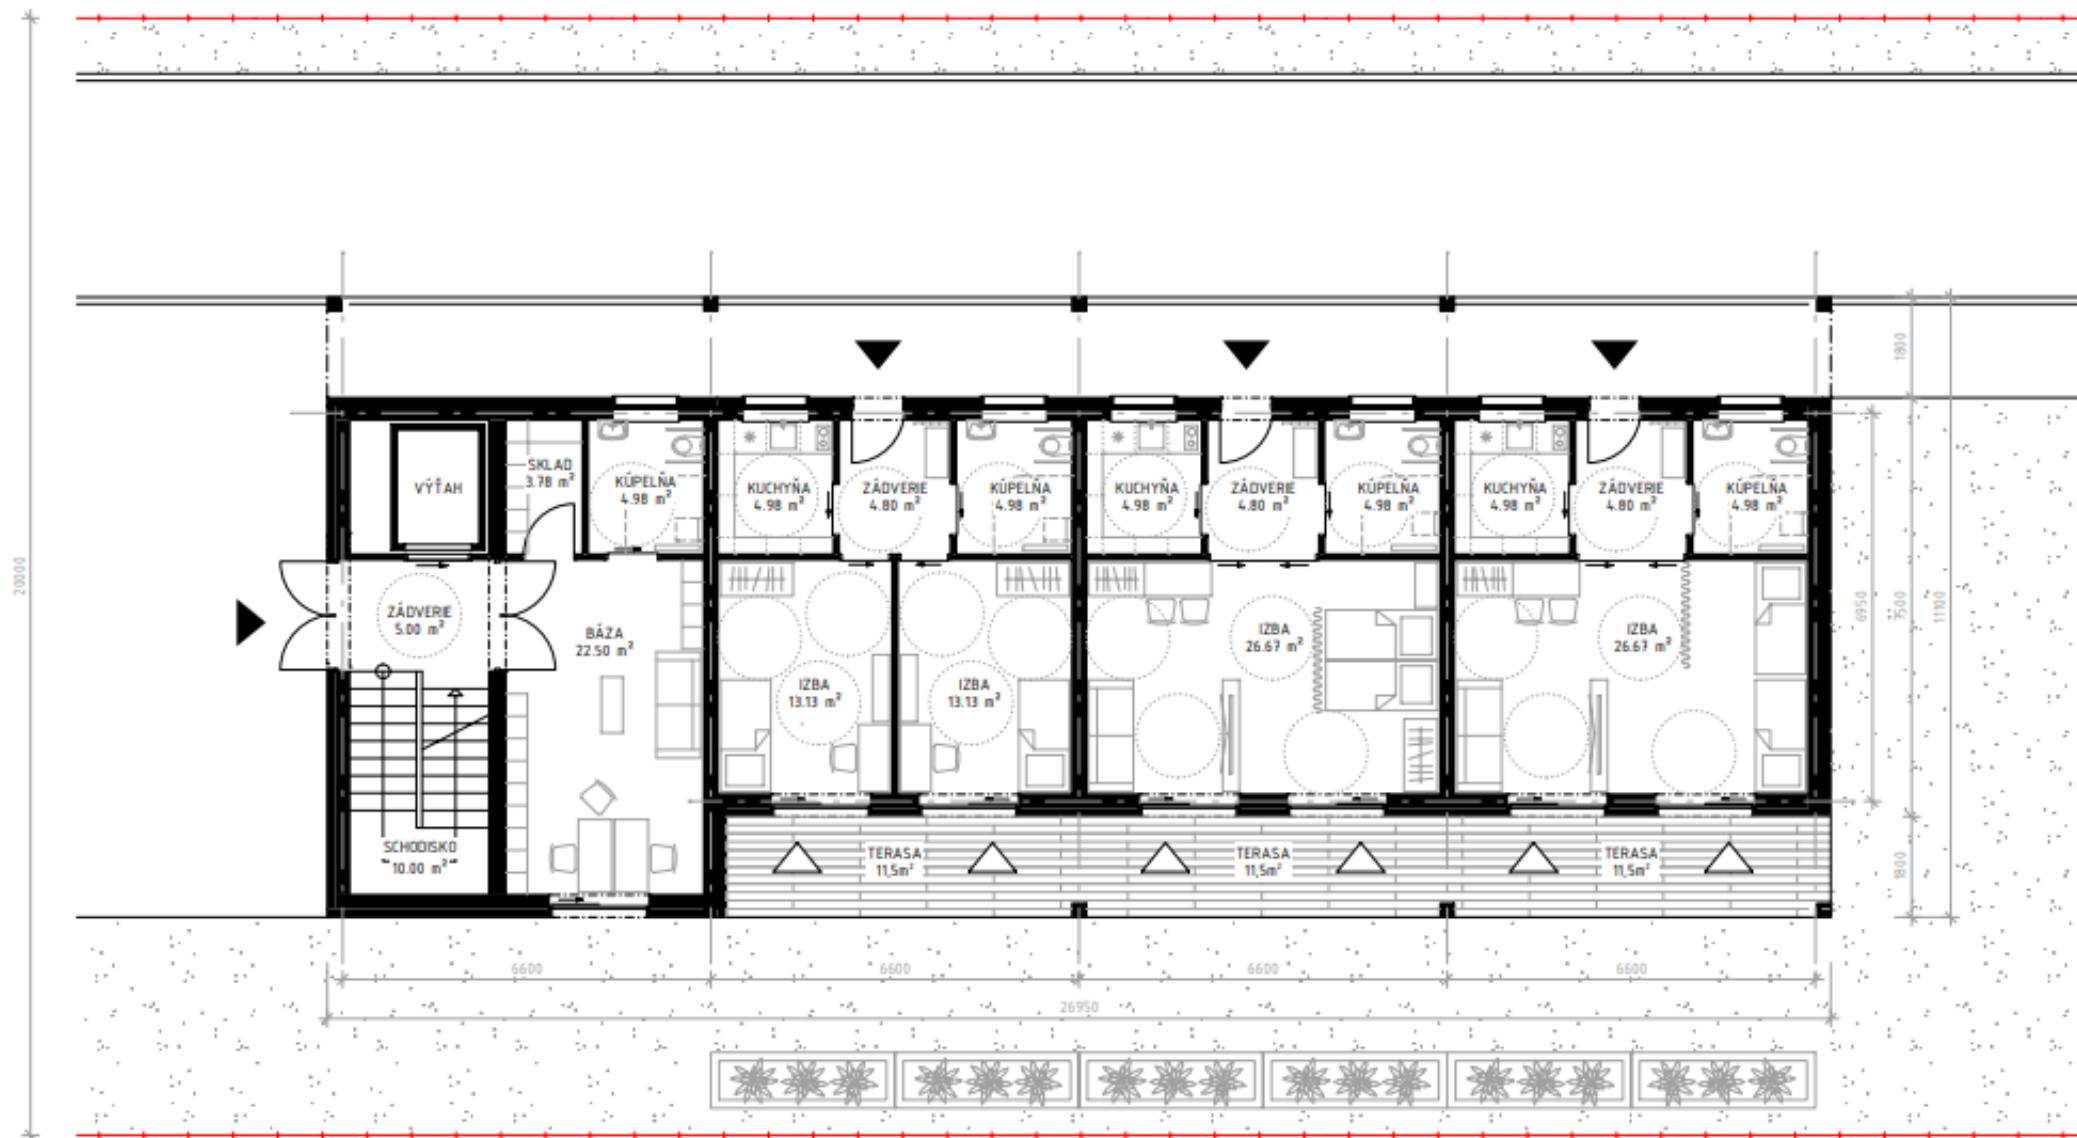 20000
1800
VÝŤAH
SKLAD
3.78 m²
KÚPEĽŇA
4.98 m²
KUCHYŇA
4.98 m²
ZÁDVERIE
4.80 m²
KÚPEĽŇA
4.98 m²
KUCHYŇA
4.98 m²
ZÁDVERIE
4.80 m²
KÚPEĽŇA
4.98 m²
KUCHYŇA
4.98 m²
ZÁDVERIE
4.80 m²
KÚPEĽŇA
4.98 m²
ZÁDVERIE
5.00 m²
BÁZA
22.50 m²
IZBA
13.13 m²
IZBA
13.13 m²
IZBA
26.67 m²
IZBA
26.67 m²
6950
7500
11100
SCHODISKO
10.00 m²
TERASA
11,5m²
TERASA
11,5m²
TERASA
11,5m²
1800
6600
6600
6600
6600
26950